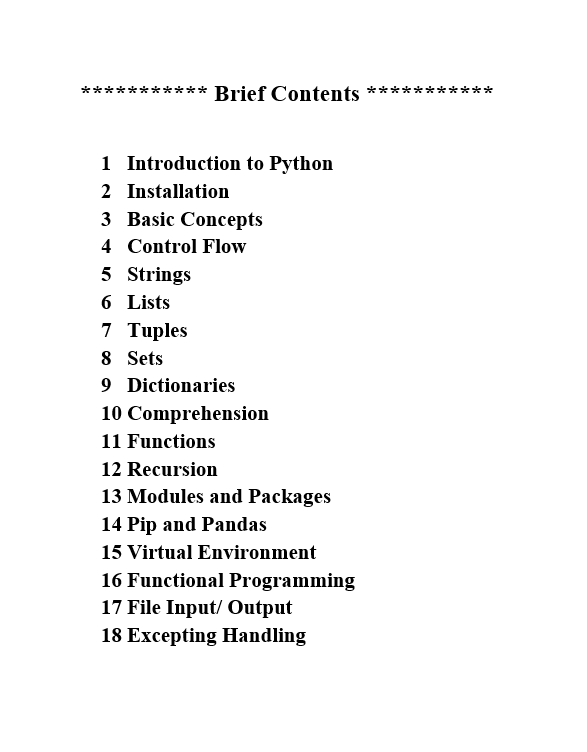 *********** Brief Contents ***********
1 Introduction to Python
2 Installation
3 Basic Concepts
4 Control Flow
5 Strings
6 Lists
7 Tuples
8 Sets
9 Dictionaries
10 Comprehension
11 Functions
12 Recursion
13 Modules and Packages
14 Pip and Pandas
15 Virtual Environment
16 Functional Programming
17 File Input/ Output
18 Excepting Handling